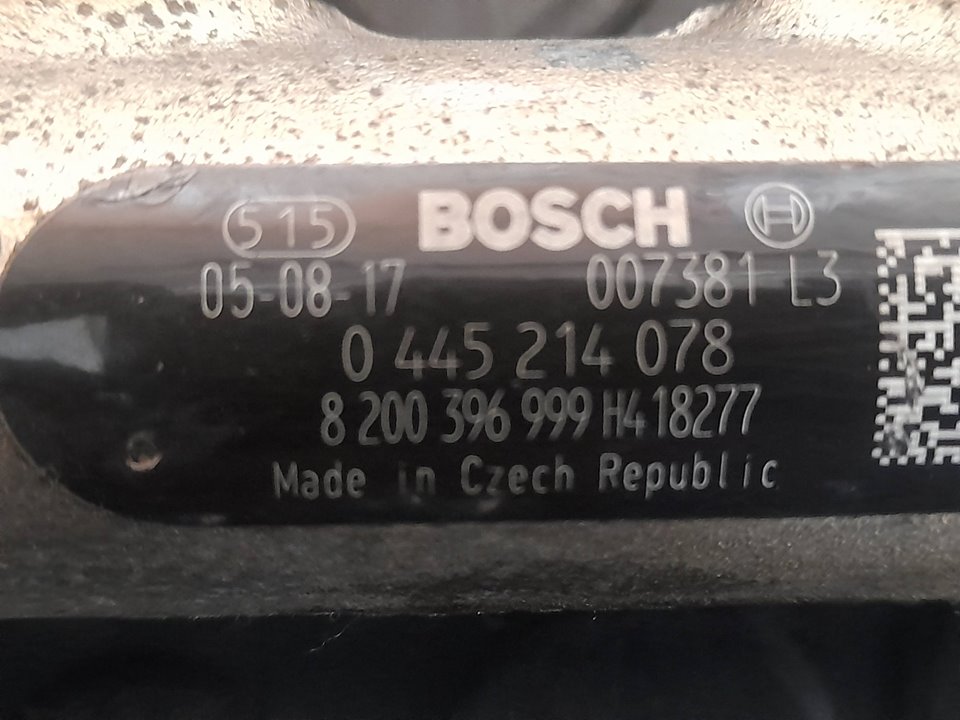 515 BOSCH
05-08-17 007381 L3
0 445 214 078
8 200 396 999 H418277
Made in Czech Republic